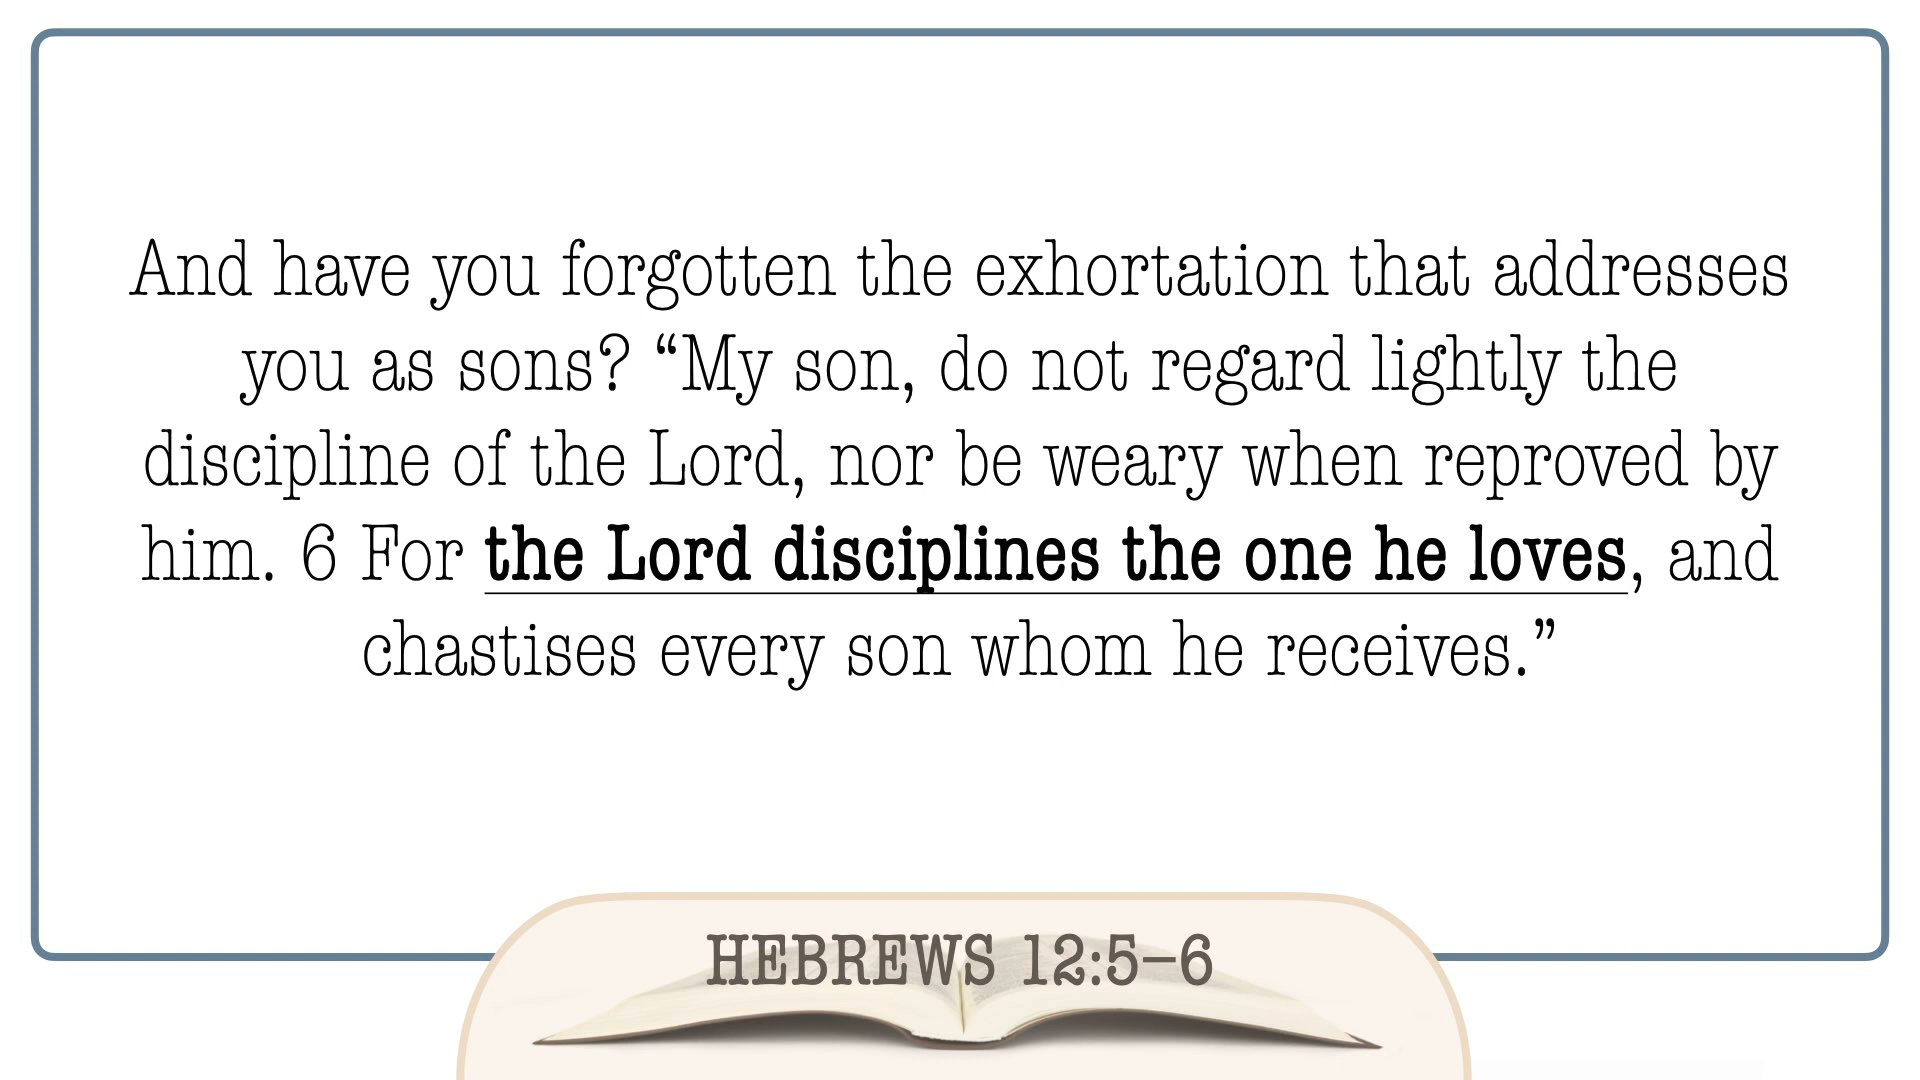 And have you forgotten the exhortation that addresses
you as sons? “My son, do not regard lightly the
discipline of the Lord, nor be weary when reproved by
him. 6 For the Lord disciplines the one he loves, and
chastises every son whom he receives.”
HEBREWS 12:5–6